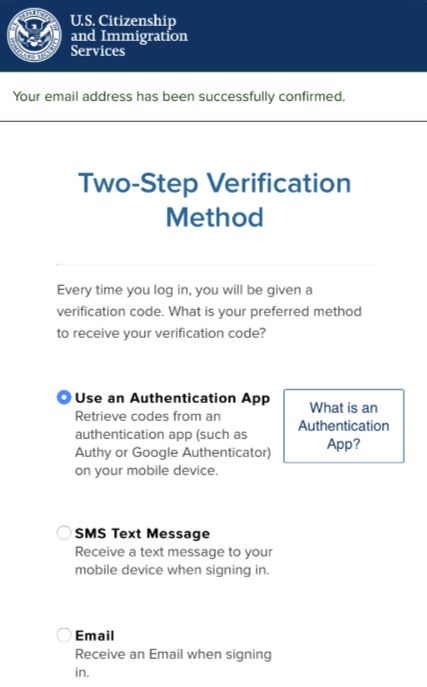 U.S. Citizenship
and Immigration
Services
Your email address has been successfully confirmed.
Two-Step Verification
Method
Every time you log in, you will be given a
verification code. What is your preferred method
to receive your verification code?
Use an Authentication App
Retrieve codes from an
authentication app (such as
Authy or Google Authenticator)
on your mobile device.
What is an
Authentication
App?
SMS Text Message
Receive a text message to your
mobile device when signing in.
Email
Receive an Email when signing
in.